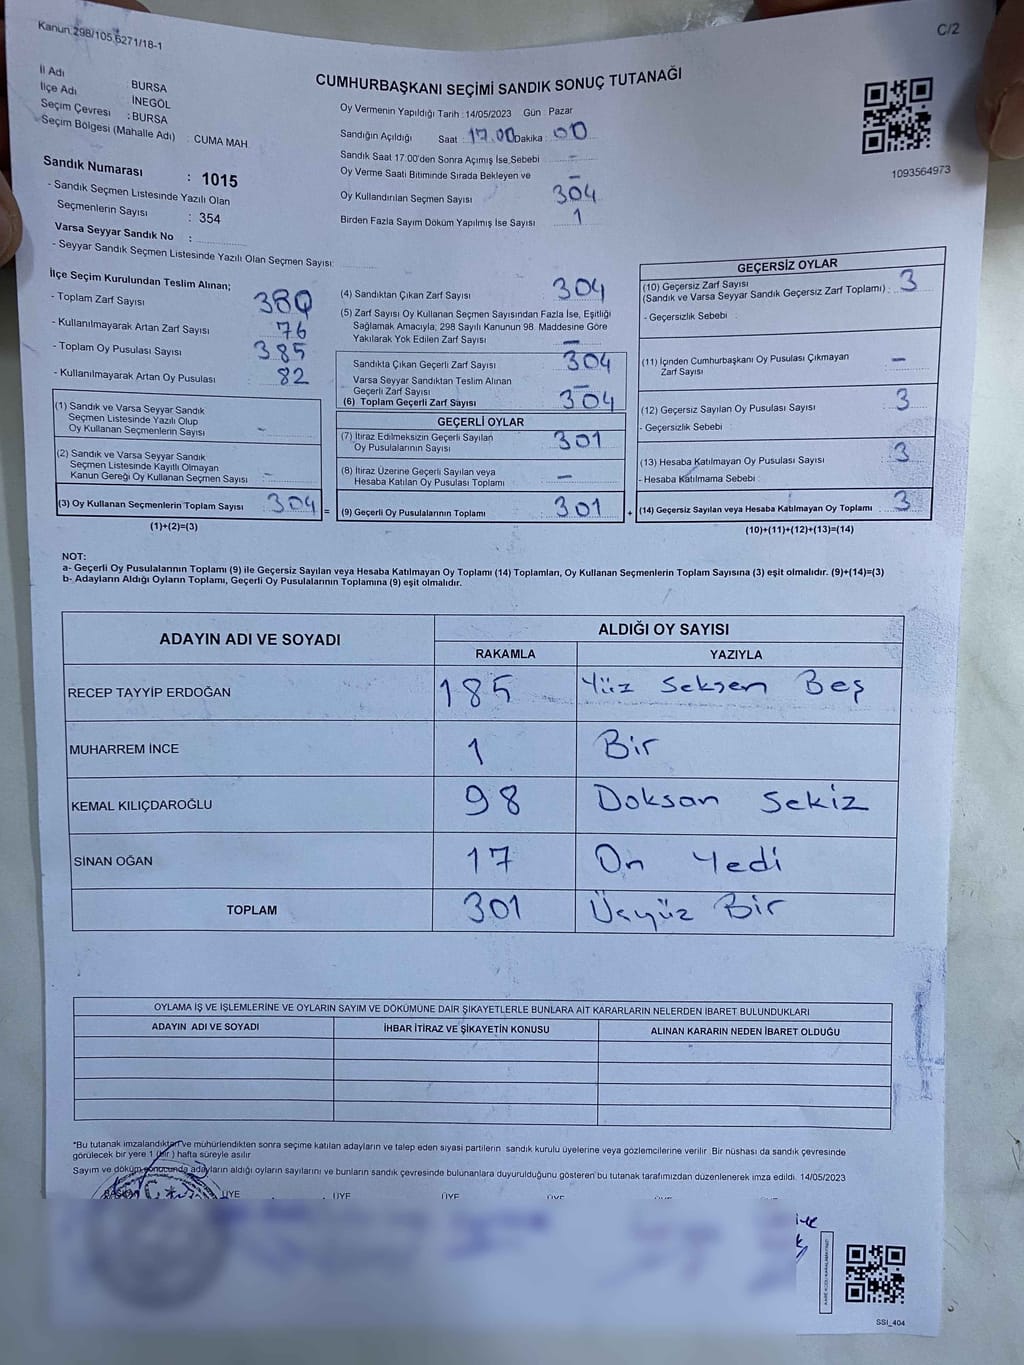 Kanun:298/105,6271/18-1
C/2
CUMHURBAŞKANI SEÇİMİ SANDIK SONUÇ TUTANAĞI
İl Adı : BURSA
İlçe Adı : İNEGÖL
Seçim Çevresi : BURSA
Seçim Bölgesi (Mahalle Adı) : CUMA MAH.
Sandık Numarası : 1015
- Sandık Seçmen Listesinde Yazılı Olan
Seçmenlerin Sayısı : 354
Varsa Seyyar Sandık No :
- Seyyar Sandık Seçmen Listesinde Yazılı Olan Seçmen Sayısı:
Oy Vermenin Yapıldığı Tarih : 14/05/2023 Gün : Pazar
Sandığın Açıldığı Saat : 17.00 Dakika : 00
Sandık Saat 17:00'den Sonra Açımış İse Sebebi : -
Oy Verme Saati Bitiminde Sırada Bekleyen ve -
Oy Kullandırılan Seçmen Sayısı 304
Birden Fazla Sayım Döküm Yapılmış İse Sayısı 1
1093564973
İlçe Seçim Kurulundan Teslim Alınan;
- Toplam Zarf Sayısı 380
- Kullanılmayarak Artan Zarf Sayısı 76
- Toplam Oy Pusulası Sayısı 385
- Kullanılmayarak Artan Oy Pusulası 82
(1) Sandık ve Varsa Seyyar Sandık
Seçmen Listesinde Yazılı Olup
Oy Kullanan Seçmenlerin Sayısı -
(2) Sandık ve Varsa Seyyar Sandık
Seçmen Listesinde Kayıtlı Olmayan
Kanun Gereği Oy Kullanan Seçmen Sayısı -
(3) Oy Kullanan Seçmenlerin Toplam Sayısı 304 =
(1)+(2)=(3)
(4) Sandıktan Çıkan Zarf Sayısı 304
(5) Zarf Sayısı Oy Kullanan Seçmen Sayısından Fazla İse, Eşitliği
Sağlamak Amacıyla, 298 Sayılı Kanunun 98. Maddesine Göre
Yakılarak Yok Edilen Zarf Sayısı -
Sandıkta Çıkan Geçerli Zarf Sayısı 304
Varsa Seyyar Sandıktan Teslim Alınan
Geçerli Zarf Sayısı -
(6) Toplam Geçerli Zarf Sayısı 304
GEÇERLİ OYLAR
(7) İtiraz Edilmeksizin Geçerli Sayılan
Oy Pusulalarının Sayısı 301
(8) İtiraz Üzerine Geçerli Sayılan veya
Hesaba Katılan Oy Pusulası Toplamı -
(9) Geçerli Oy Pusulalarının Toplamı 301 +
GEÇERSİZ OYLAR
(10) Geçersiz Zarf Sayısı
(Sandık ve Varsa Seyyar Sandık Geçersiz Zarf Toplamı) : 3
- Geçersizlik Sebebi :
(11) İçinden Cumhurbaşkanı Oy Pusulası Çıkmayan
Zarf Sayısı -
(12) Geçersiz Sayılan Oy Pusulası Sayısı 3
- Geçersizlik Sebebi :
(13) Hesaba Katılmayan Oy Pusulası Sayısı 3
- Hesaba Katılmama Sebebi :
(14) Geçersiz Sayılan veya Hesaba Katılmayan Oy Toplamı 3
(10)+(11)+(12)+(13)=(14)
NOT:
a- Geçerli Oy Pusulalarının Toplamı (9) ile Geçersiz Sayılan veya Hesaba Katılmayan Oy Toplamı (14) Toplamları, Oy Kullanan Seçmenlerin Toplam Sayısına (3) eşit olmalıdır. (9)+(14)=(3)
b- Adayların Aldığı Oyların Toplamı, Geçerli Oy Pusulalarının Toplamına (9) eşit olmalıdır.
ADAYIN ADI VE SOYADI
ALDIĞI OY SAYISI
RAKAMLA YAZIYLA
RECEP TAYYİP ERDOĞAN 185 Yüz Seksen Beş
MUHARREM İNCE 1 Bir
KEMAL KILIÇDAROĞLU 98 Doksan Sekiz
SİNAN OĞAN 17 On Yedi
TOPLAM 301 Üçyüz Bir
OYLAMA İŞ VE İŞLEMLERİNE VE OYLARIN SAYIM VE DÖKÜMÜNE DAİR ŞİKAYETLERLE BUNLARA AİT KARARLARIN NELERDEN İBARET BULUNDUKLARI
ADAYIN ADI VE SOYADI İHBAR İTİRAZ VE ŞİKAYETİN KONUSU ALINAN KARARIN NEDEN İBARET OLDUĞU
*Bu tutanak imzalandıktan ve mühürlendikten sonra seçime katılan adayların ve talep eden siyasi partilerin sandık kurulu üyelerine veya gözlemcilerine verilir. Bir nüshası da sandık çevresinde
görülecek bir yere 1 (bir) hafta süreyle asılır.
Sayım ve döküm sonucunda adayların aldığı oyların sayılarını ve bunların sandık çevresinde bulunanlara duyurulduğunu gösteren bu tutanak tarafımızdan düzenlenerek imza edildi. 14/05/2023
BAŞKAN ÜYE ÜYE ÜYE ÜYE
SSI_404